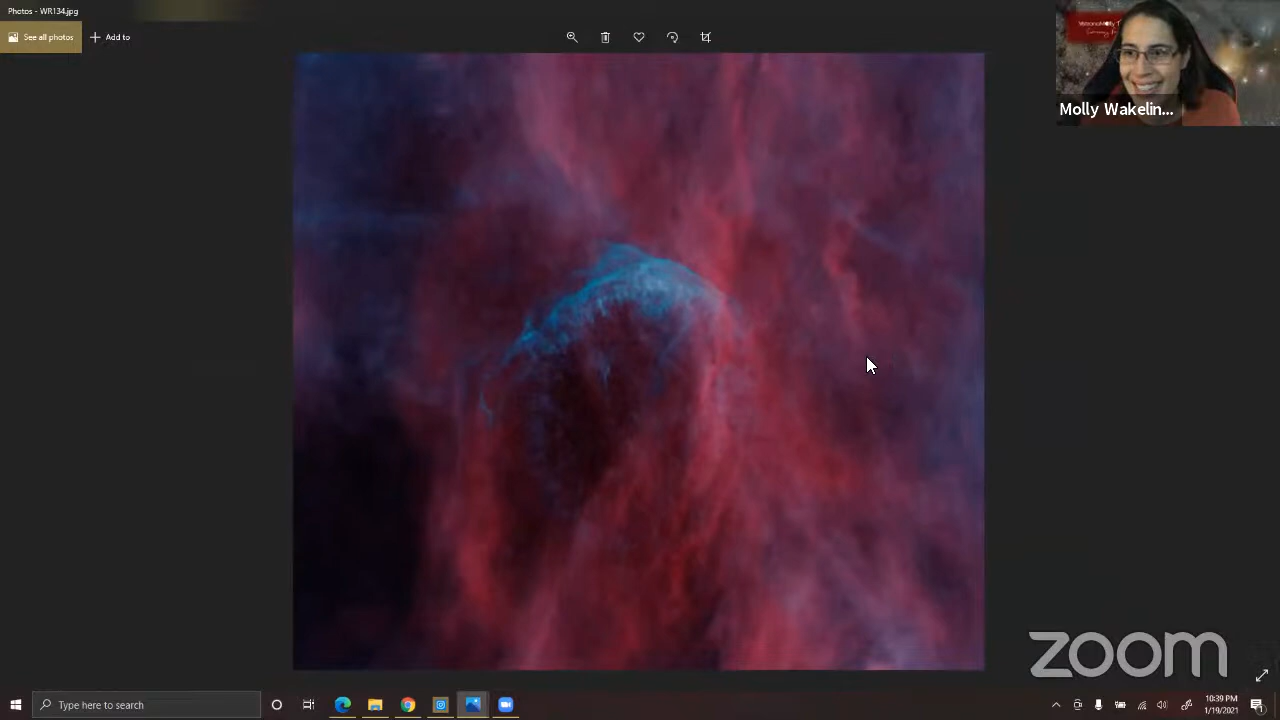 Photos - WR134.jpg
See all photos
Add to
Molly Wakelin...
zoom
Type here to search
10:39 PM
1/19/2021